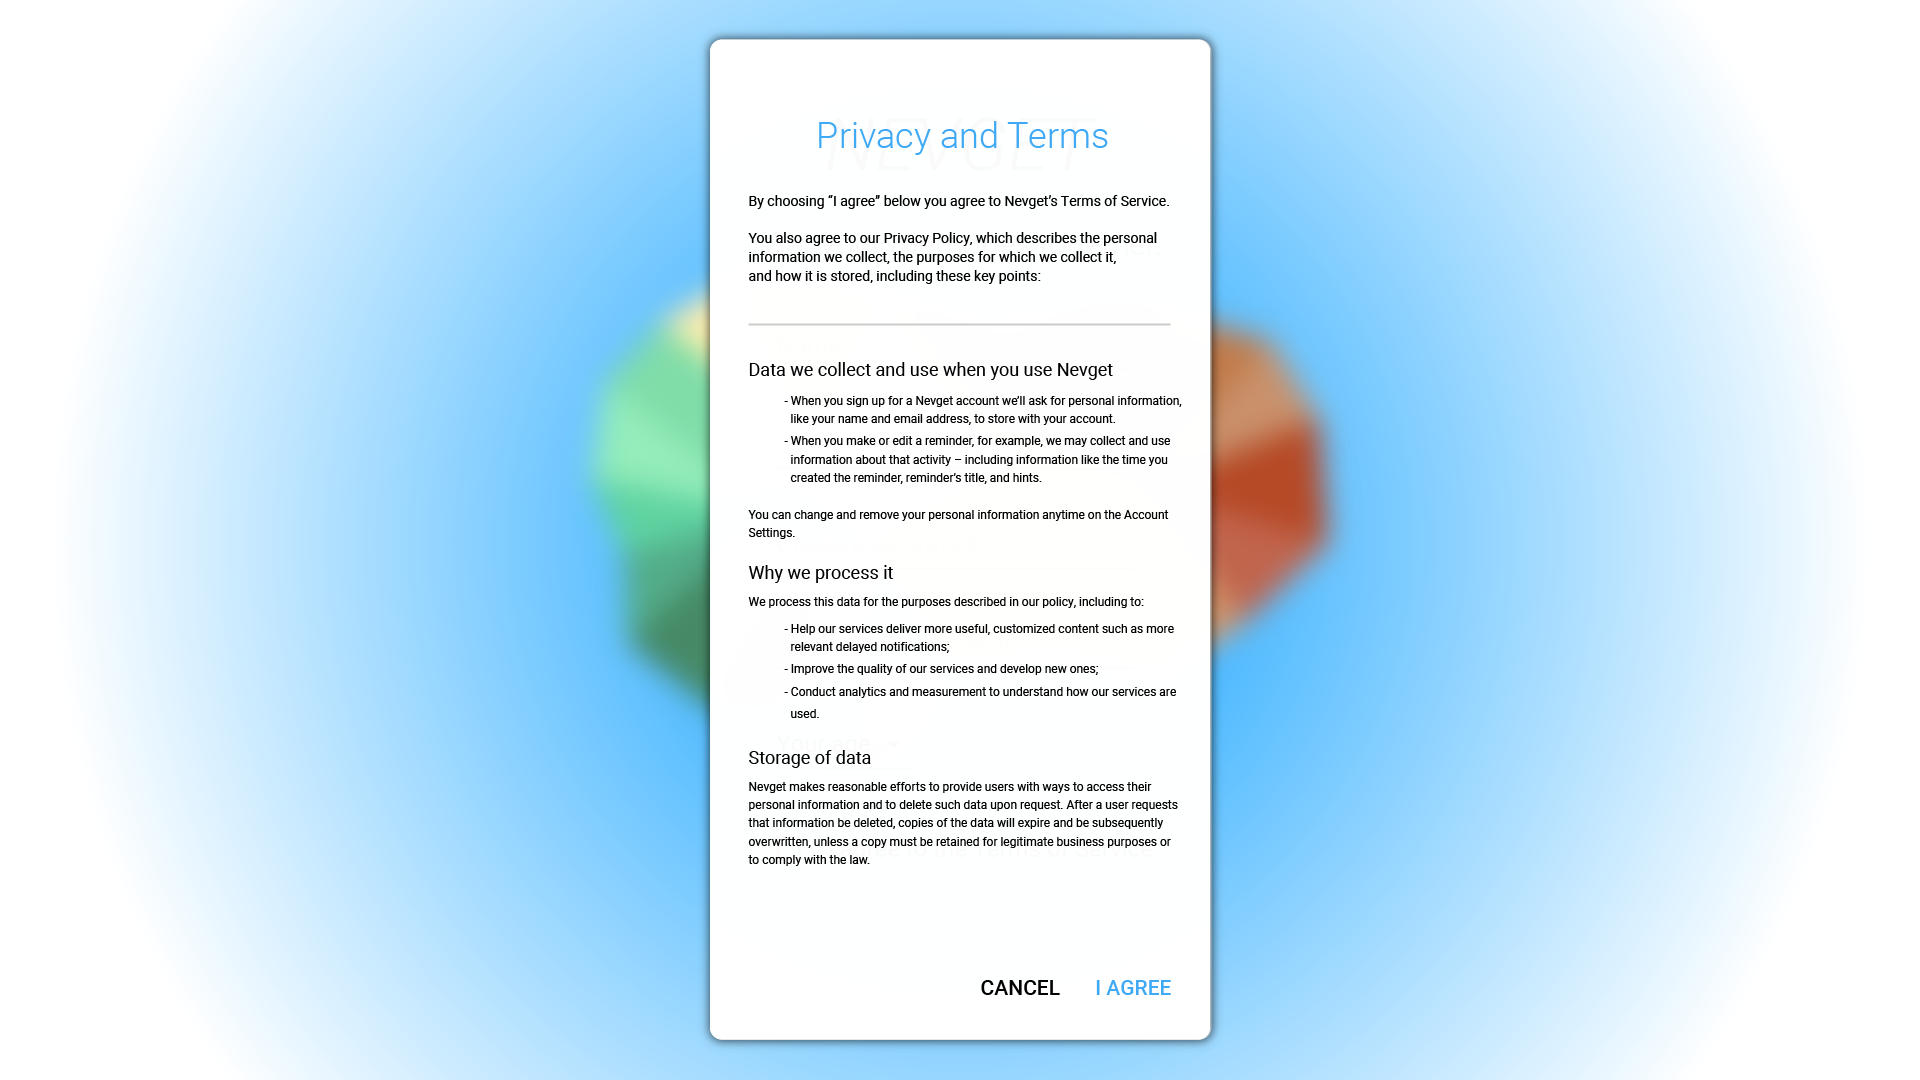 Privacy and Terms
By choosing “I agree” below you agree to Nevget’s Terms of Service.
You also agree to our Privacy Policy, which describes the personal
information we collect, the purposes for which we collect it,
and how it is stored, including these key points:
Data we collect and use when you use Nevget
- When you sign up for a Nevget account we’ll ask for personal information,
like your name and email address, to store with your account.
- When you make or edit a reminder, for example, we may collect and use
information about that activity – including information like the time you
created the reminder, reminder’s title, and hints.
You can change and remove your personal information anytime on the Account
Settings.
Why we process it
We process this data for the purposes described in our policy, including to:
- Help our services deliver more useful, customized content such as more
relevant delayed notifications;
- Improve the quality of our services and develop new ones;
- Conduct analytics and measurement to understand how our services are
used.
Storage of data
Nevget makes reasonable efforts to provide users with ways to access their
personal information and to delete such data upon request. After a user requests
that information be deleted, copies of the data will expire and be subsequently
overwritten, unless a copy must be retained for legitimate business purposes or
to comply with the law.
CANCEL I AGREE